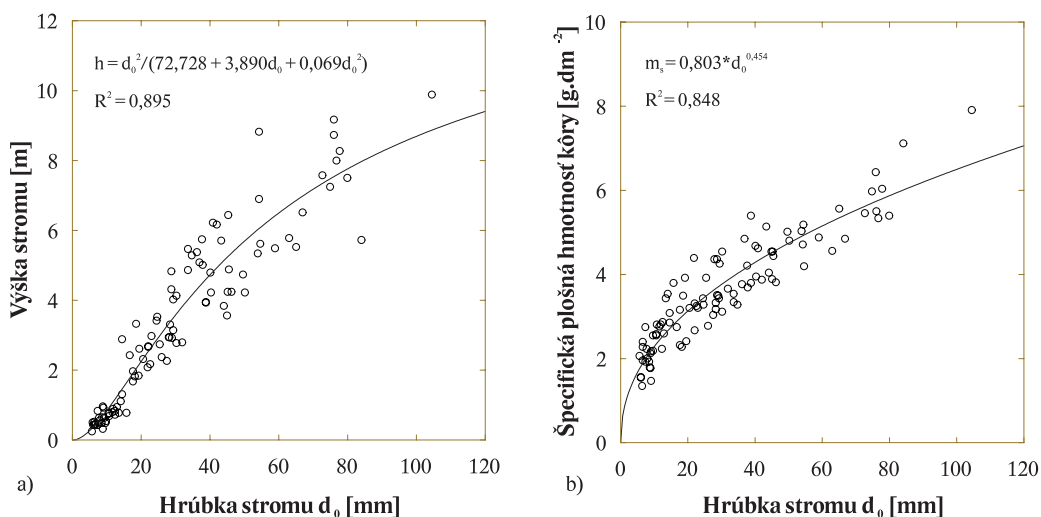 a)
12
10
8
6
4
2
0
0 20 40 60 80 100 120
Výška stromu [m]
Hrúbka stromu d₀ [mm]
h = d₀²/(72,728 + 3,890d₀ + 0,069d₀²)
R² = 0,895
b)
10
8
6
4
2
0
0 20 40 60 80 100 120
Špecifická plošná hmotnosť kôry [g.dm⁻²]
Hrúbka stromu d₀ [mm]
mₛ = 0,803*d₀^0,454
R² = 0,848